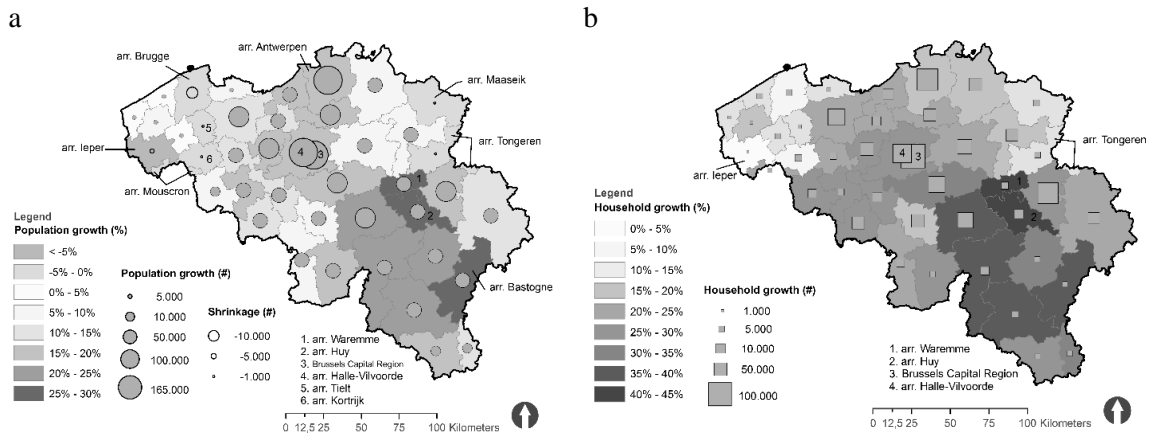 a
arr. Brugge
arr. Antwerpen
arr. Maaseik
5
4
3
arr. Tongeren
arr. Ieper
6
arr. Mouscron
1
2
arr. Bastogne
Legend
Population growth (%)
< -5%
-5% - 0%
0% - 5%
5% - 10%
10% - 15%
15% - 20%
20% - 25%
25% - 30%
Population growth (#)
5.000
10.000
50.000
100.000
165.000
Shrinkage (#)
-10.000
-5.000
-1.000
1. arr. Waremme
2. arr. Huy
3. Brussels Capital Region
4. arr. Halle-Vilvoorde
5. arr. Tielt
6. arr. Kortrijk
0 12,5 25 50 75 100 Kilometers
b
arr. Tongeren
4 3
arr. Ieper
1
2
Legend
Household growth (%)
0% - 5%
5% - 10%
10% - 15%
15% - 20%
20% - 25%
25% - 30%
30% - 35%
35% - 40%
40% - 45%
Household growth (#)
1.000
5.000
10.000
50.000
100.000
1. arr. Waremme
2. arr. Huy
3. Brussels Capital Region
4. arr. Halle-Vilvoorde
0 12,5 25 50 75 100 Kilometers